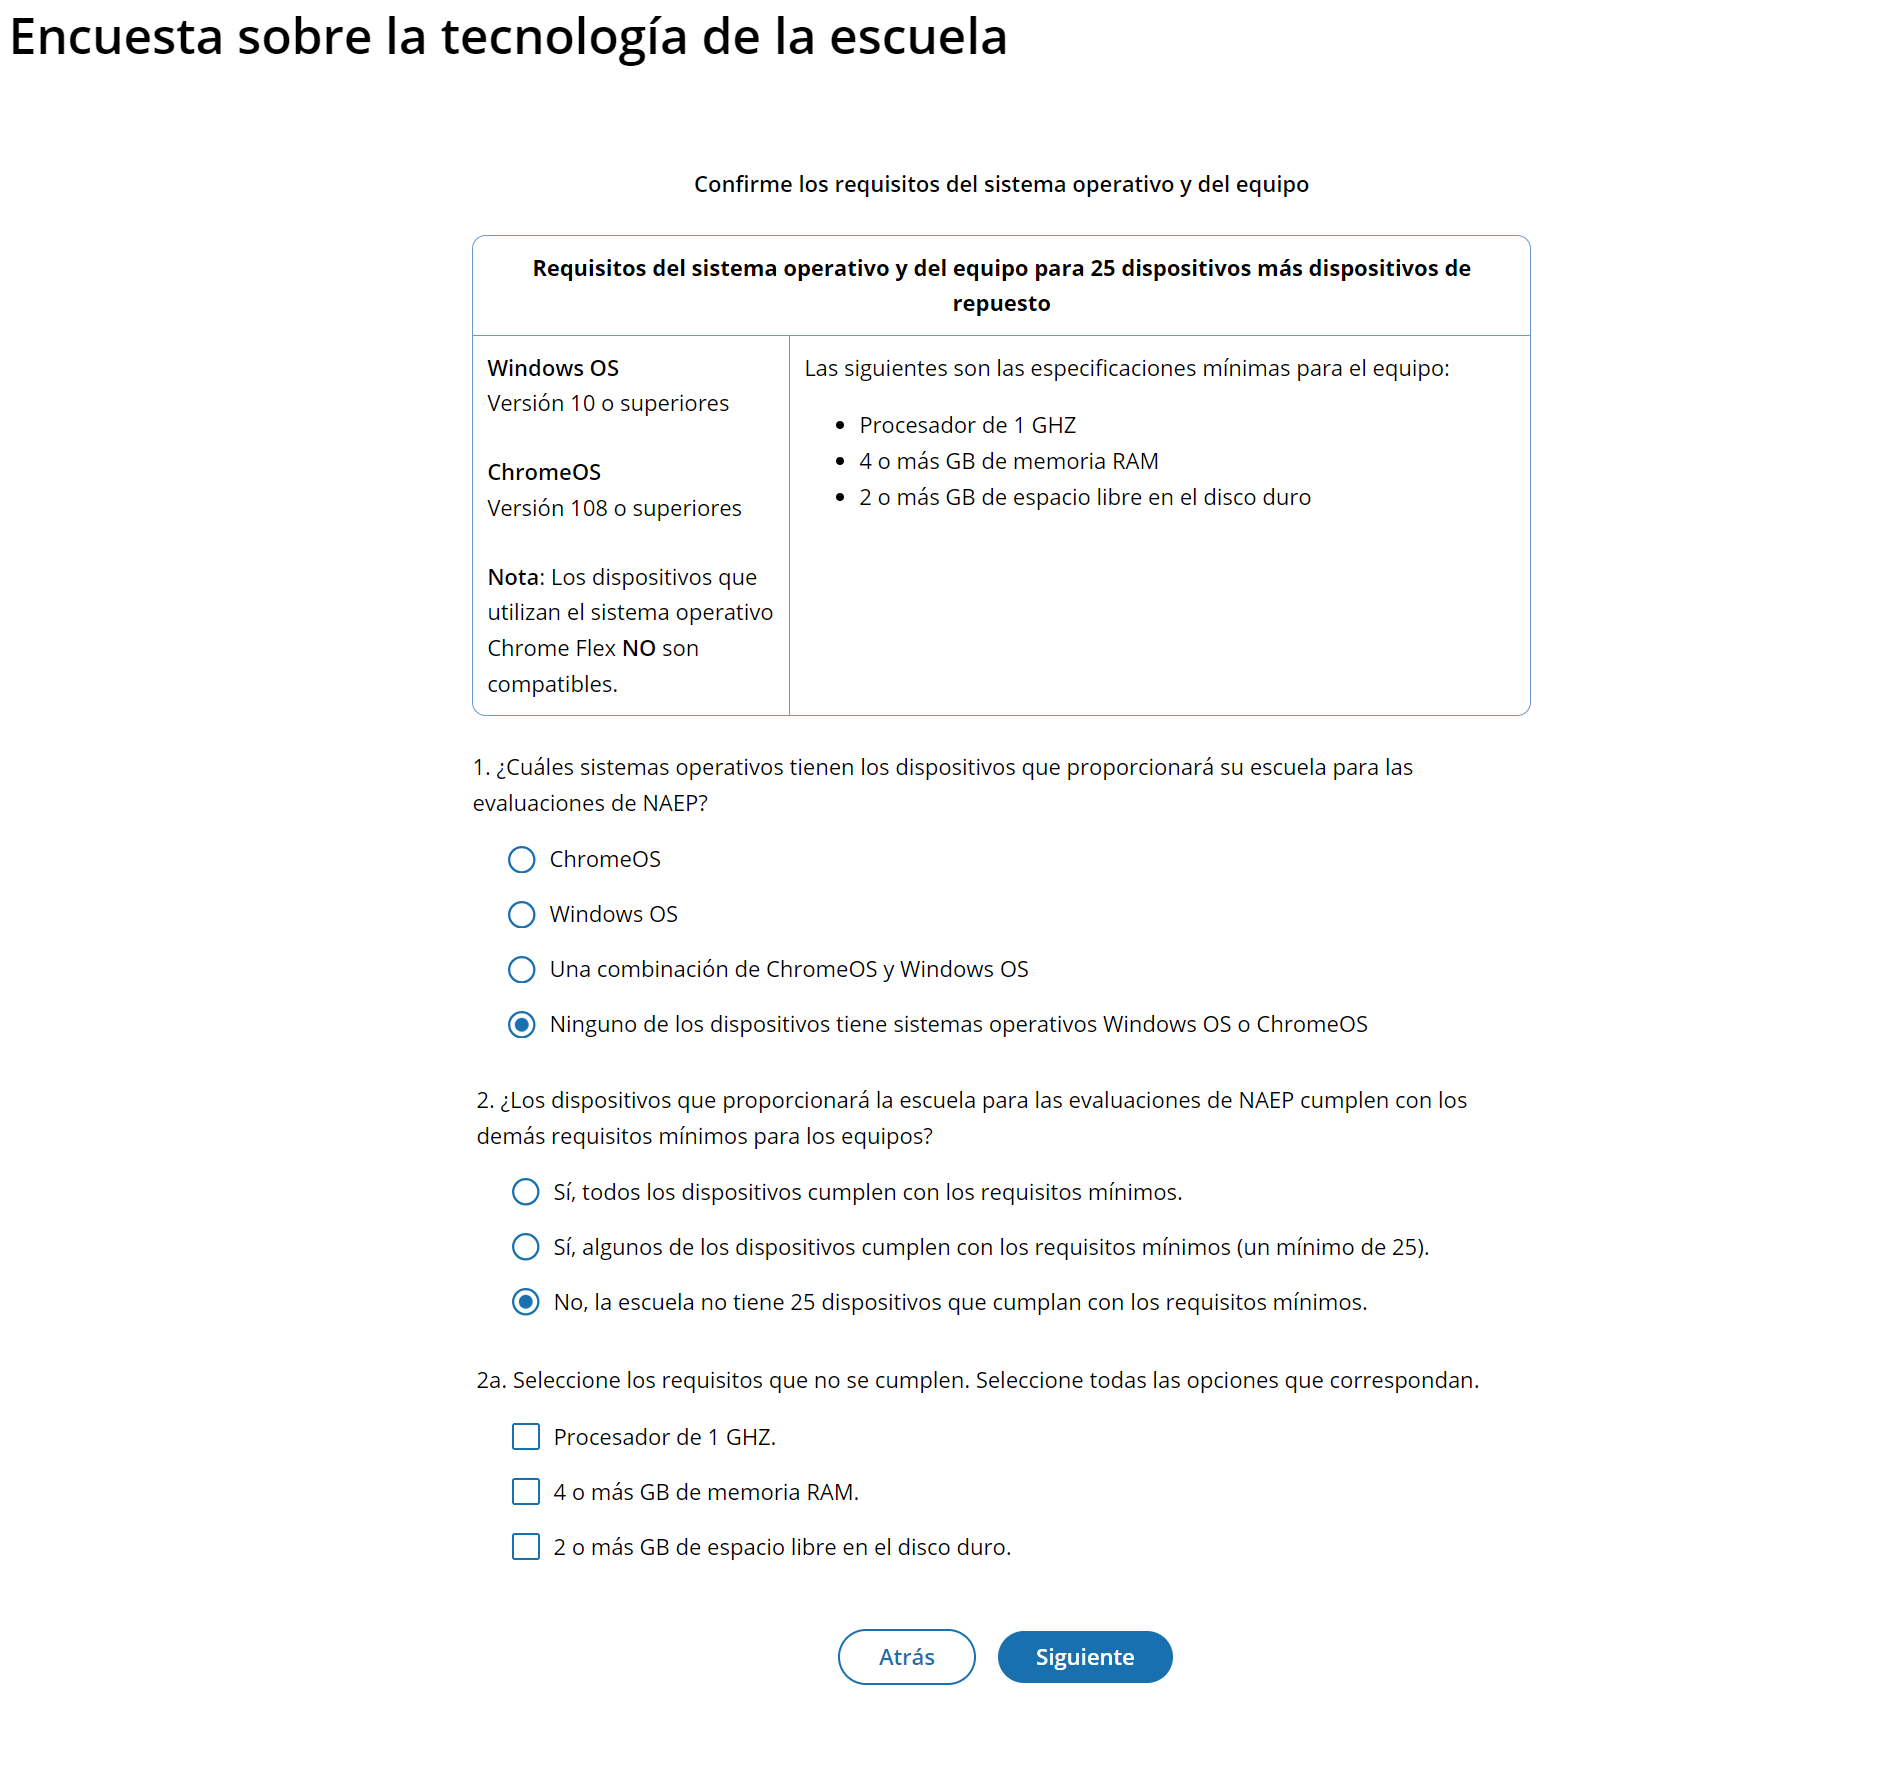 Encuesta sobre la tecnología de la escuela
Confirme los requisitos del sistema operativo y del equipo
Requisitos del sistema operativo y del equipo para 25 dispositivos más dispositivos de
repuesto
Windows OS
Versión 10 o superiores
ChromeOS
Versión 108 o superiores
Nota: Los dispositivos que
utilizan el sistema operativo
Chrome Flex NO son
compatibles.
Las siguientes son las especificaciones mínimas para el equipo:
• Procesador de 1 GHZ
• 4 o más GB de memoria RAM
• 2 o más GB de espacio libre en el disco duro
1. ¿Cuáles sistemas operativos tienen los dispositivos que proporcionará su escuela para las
evaluaciones de NAEP?
ChromeOS
Windows OS
Una combinación de ChromeOS y Windows OS
Ninguno de los dispositivos tiene sistemas operativos Windows OS o ChromeOS
2. ¿Los dispositivos que proporcionará la escuela para las evaluaciones de NAEP cumplen con los
demás requisitos mínimos para los equipos?
Sí, todos los dispositivos cumplen con los requisitos mínimos.
Sí, algunos de los dispositivos cumplen con los requisitos mínimos (un mínimo de 25).
No, la escuela no tiene 25 dispositivos que cumplan con los requisitos mínimos.
2a. Seleccione los requisitos que no se cumplen. Seleccione todas las opciones que correspondan.
Procesador de 1 GHZ.
4 o más GB de memoria RAM.
2 o más GB de espacio libre en el disco duro.
Atrás
Siguiente